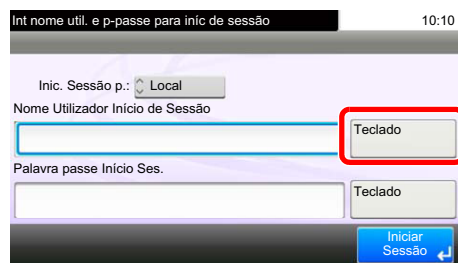 Int nome util. e p-passe para iníc de sessão 10:10
Inic. Sessão p.: Local
Nome Utilizador Início de Sessão
Teclado
Palavra passe Início Ses.
Teclado
Iniciar
Sessão